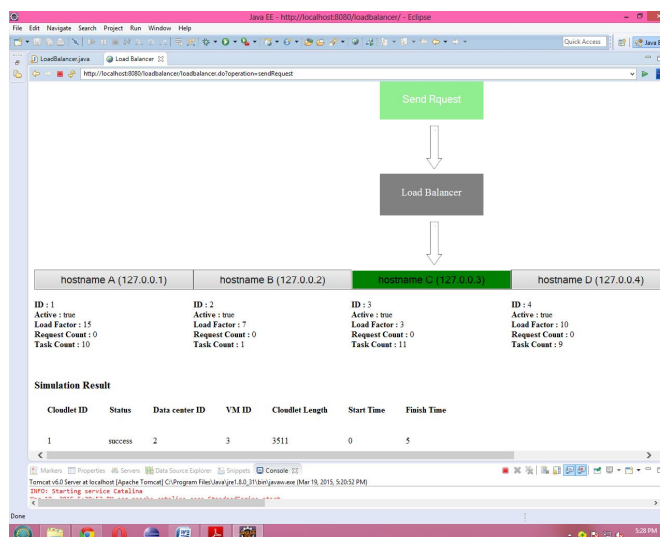 Java EE - http://localhost:8080/loadbalancer/ - Eclipse
File Edit Navigate Search Project Run Window Help
Quick Access
Java E
LoadBalancer.java
Load Balancer
http://localhost:8080/loadbalancer/loadbalancer.do?operation=sendRequest
Send Rquest
Load Balancer
hostname A (127.0.0.1) hostname B (127.0.0.2) hostname C (127.0.0.3) hostname D (127.0.0.4)
ID : 1 ID : 2 ID : 3 ID : 4
Active : true Active : true Active : true Active : true
Load Factor : 15 Load Factor : 7 Load Factor : 3 Load Factor : 10
Request Count : 0 Request Count : 0 Request Count : 0 Request Count : 0
Task Count : 10 Task Count : 1 Task Count : 11 Task Count : 9
Simulation Result
Cloudlet ID Status Data center ID VM ID Cloudlet Length Start Time Finish Time
1 success 2 3 3511 0 5
Markers Properties Servers Data Source Explorer Snippets Console
Tomcat v6.0 Server at localhost [Apache Tomcat] C:\Program Files\Java\jre1.8.0_31\bin\javaw.exe (Mar 19, 2015, 5:20:52 PM)
INFO: Starting service Catalina
Done
5:28 PM